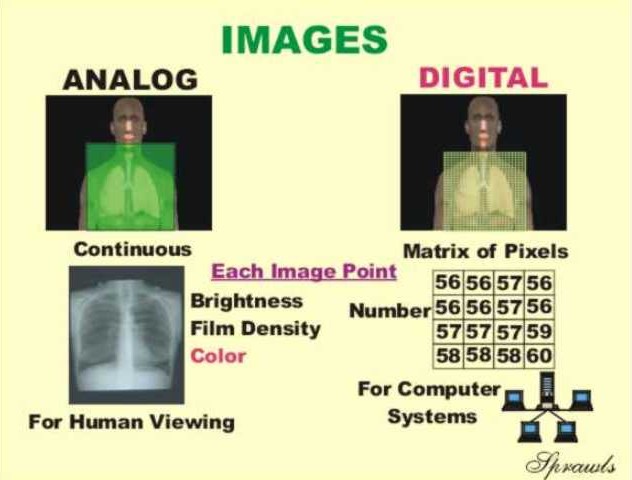 IMAGES
ANALOG
DIGITAL
Continuous
Matrix of Pixels
Each Image Point
Brightness
Film Density
Color
Number
56 56 57 56
56 56 57 56
57 57 57 59
58 58 58 60
For Human Viewing
For Computer
Systems
Sprawls